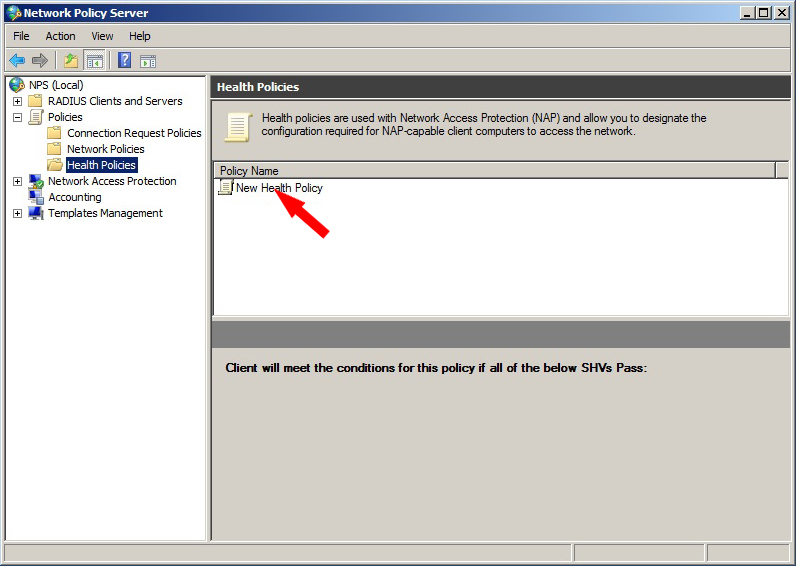 Network Policy Server
File Action View Help
NPS (Local)
RADIUS Clients and Servers
Policies
Connection Request Policies
Network Policies
Health Policies
Network Access Protection
Accounting
Templates Management
Health Policies
Health policies are used with Network Access Protection (NAP) and allow you to designate the
configuration required for NAP-capable client computers to access the network.
Policy Name
New Health Policy
Client will meet the conditions for this policy if all of the below SHVs Pass: